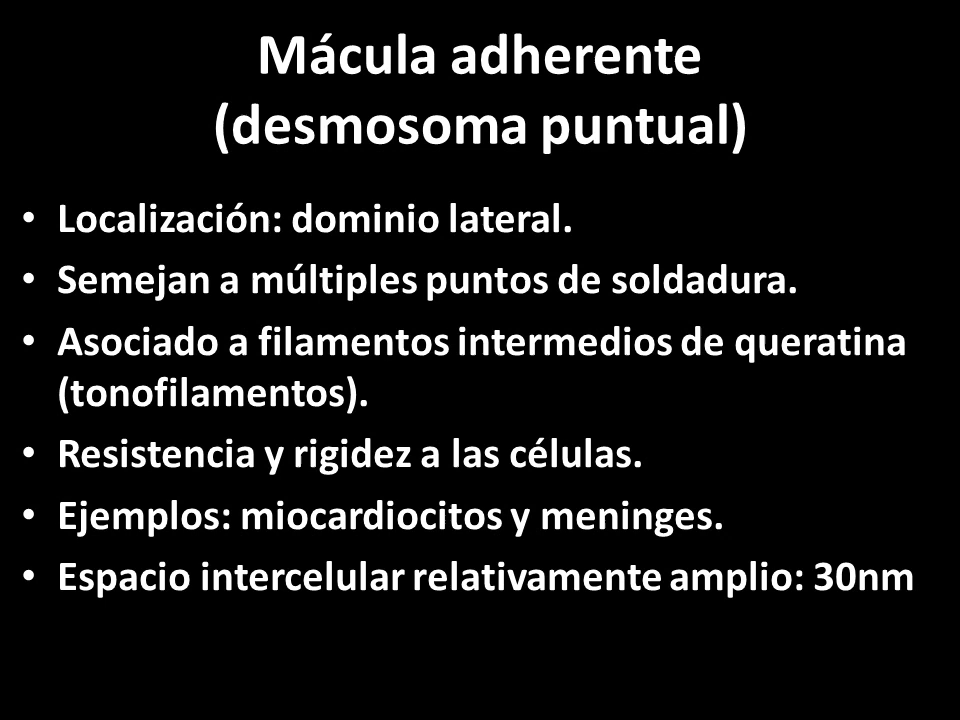 Mácula adherente
(desmosoma puntual)
• Localización: dominio lateral.
• Semejan a múltiples puntos de soldadura.
• Asociado a filamentos intermedios de queratina
(tonofilamentos).
• Resistencia y rigidez a las células.
• Ejemplos: miocardiocitos y meninges.
• Espacio intercelular relativamente amplio: 30nm